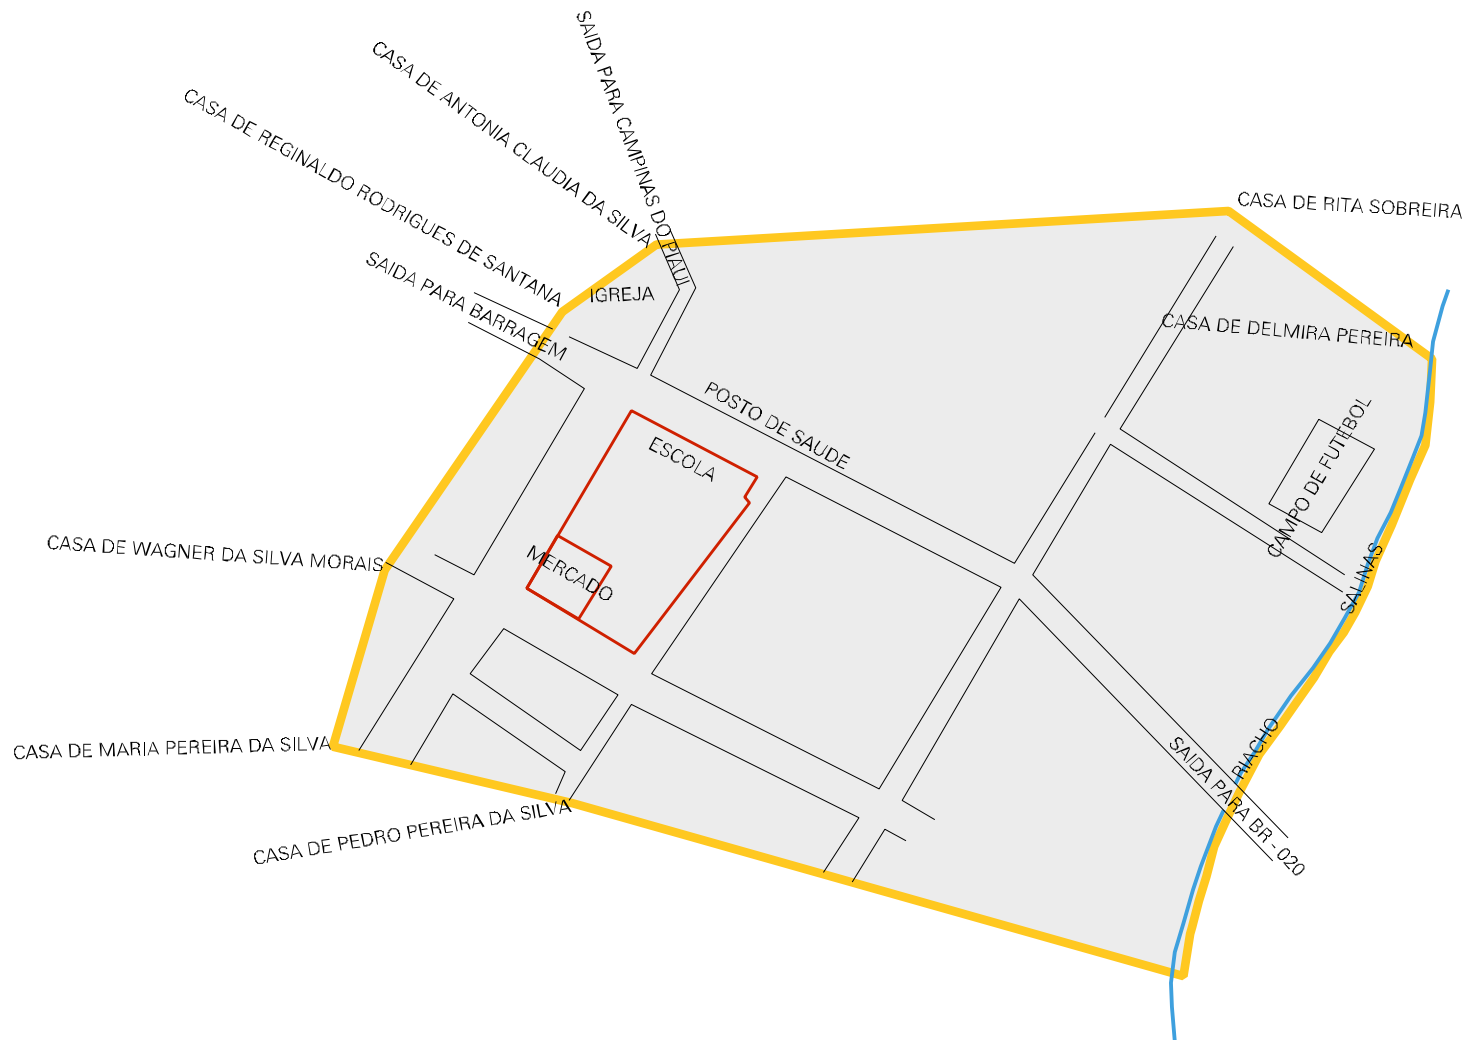 SAIDA PARA CAMPINAS DO PIAUI
CASA DE ANTONIA CLAUDIA DA SILVA
CASA DE REGINALDO RODRIGUES DE SANTANA
SAIDA PARA BARRAGEM
IGREJA
CASA DE RITA SOBREIRA
CASA DE DELMIRA PEREIRA
POSTO DE SAUDE
ESCOLA
CAMPO DE FUTEBOL
MERCADO
CASA DE WAGNER DA SILVA MORAIS
SALINAS
RIACHO
CASA DE MARIA PEREIRA DA SILVA
SAIDA PARA BR - 020
CASA DE PEDRO PEREIRA DA SILVA